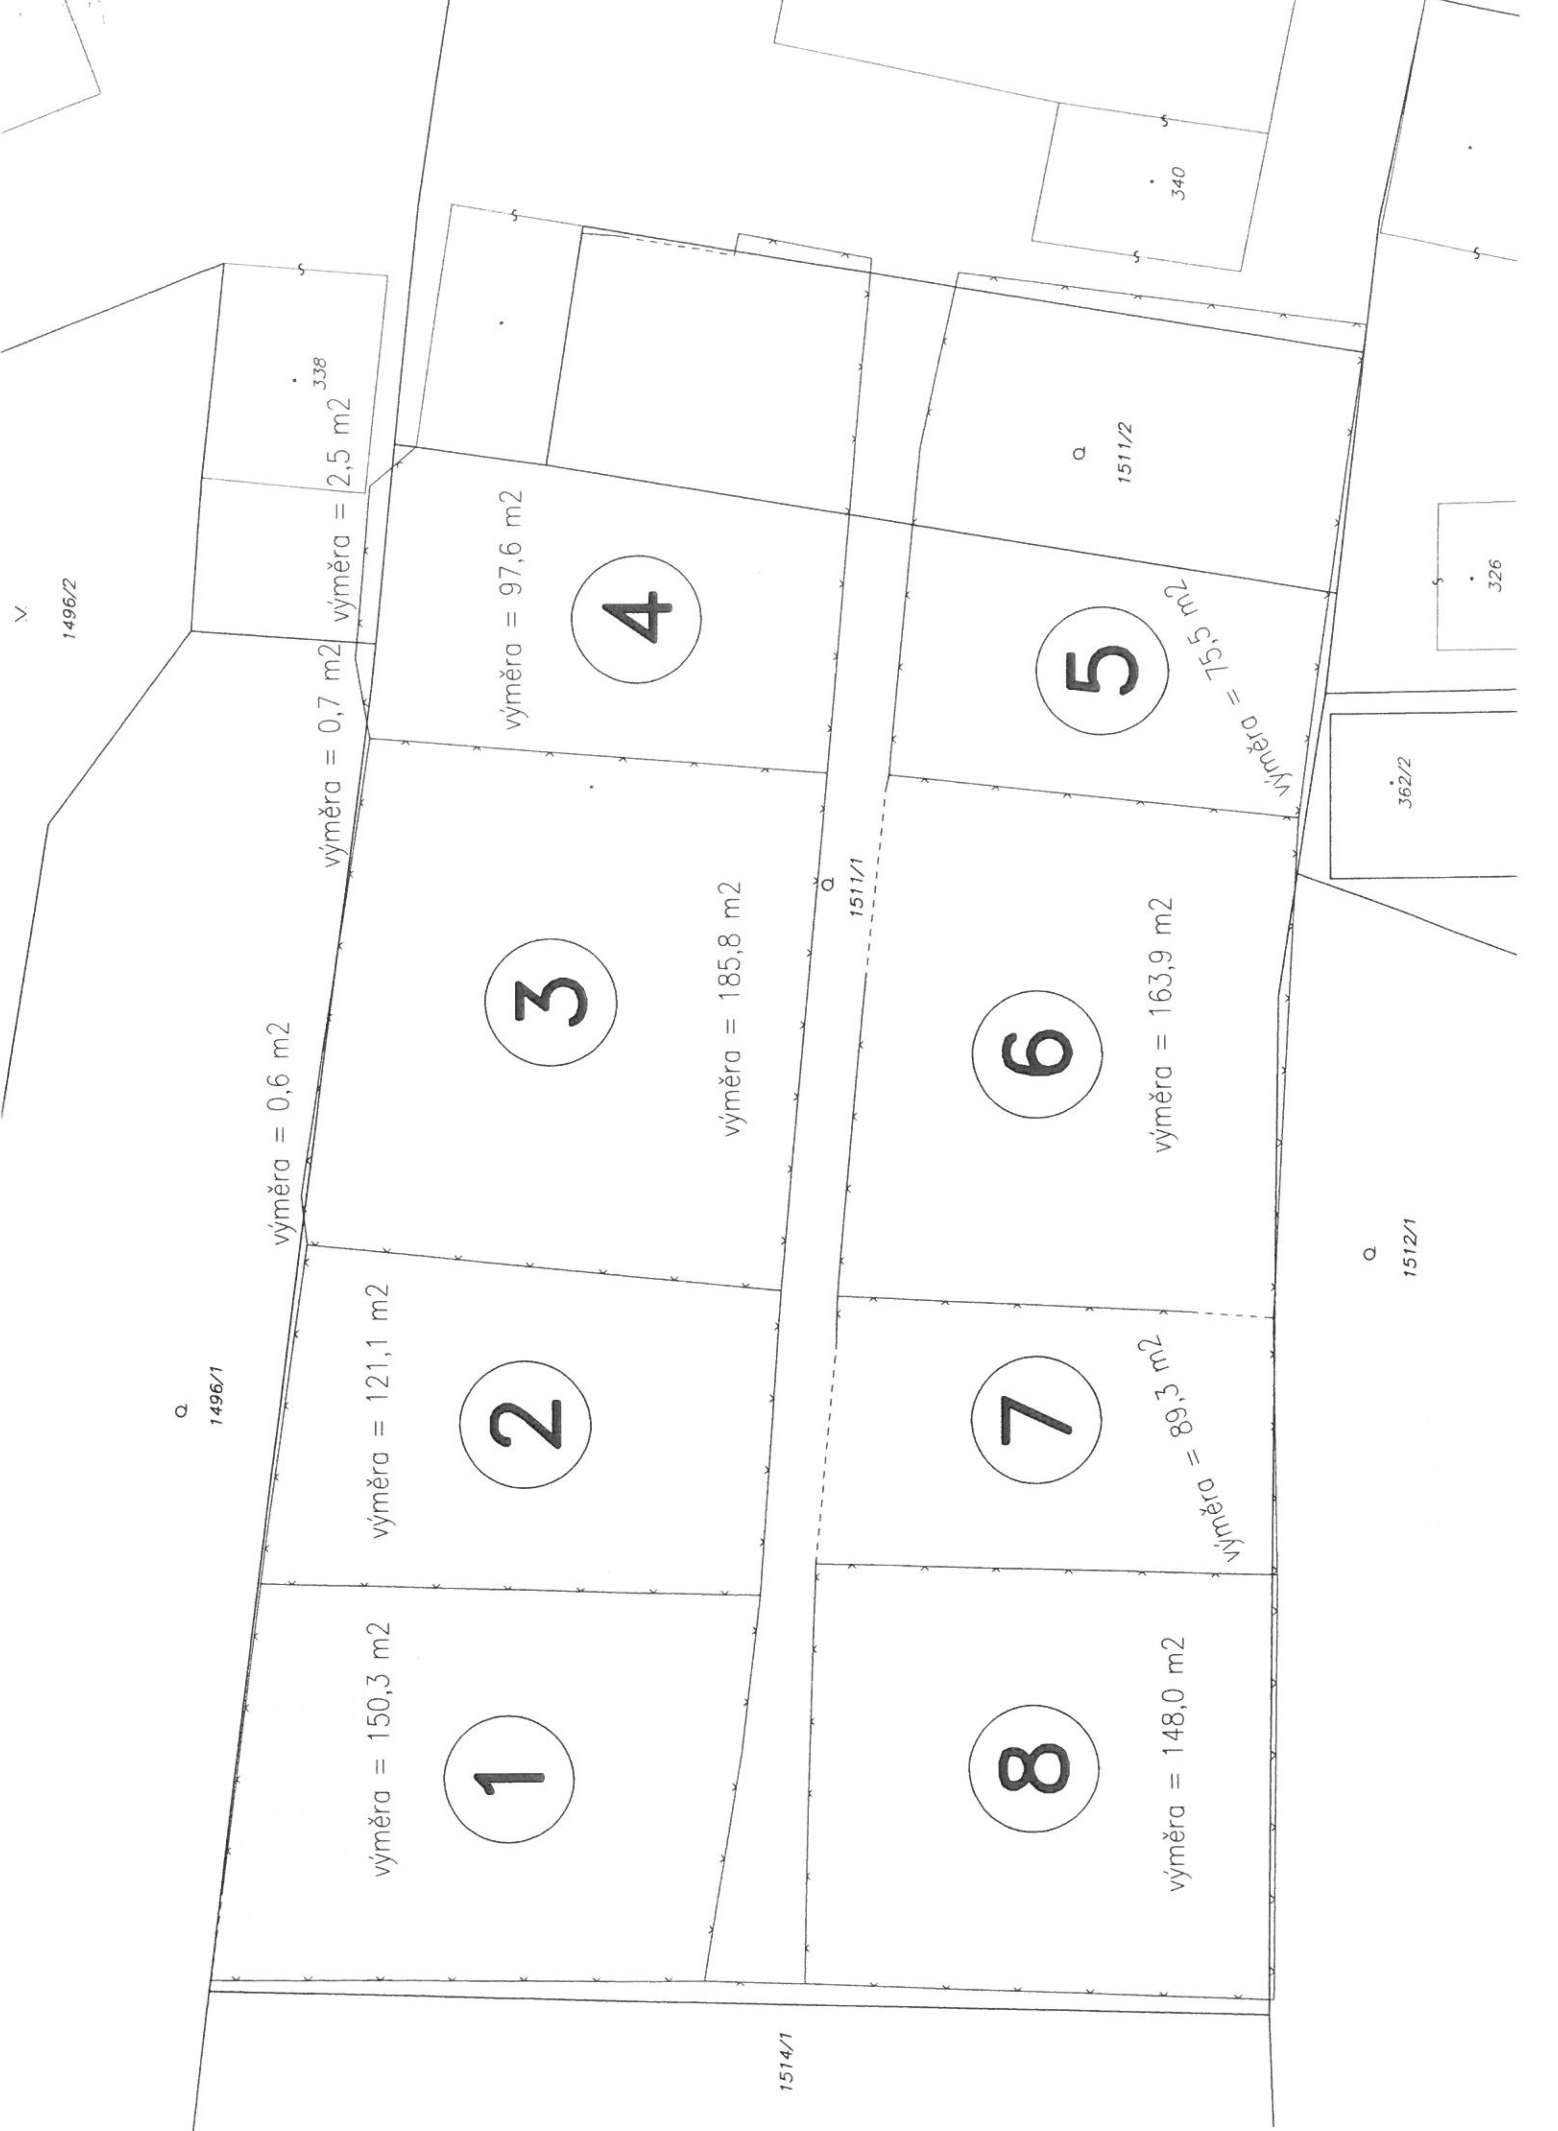 340
338
výměra = 2,5 m2
1496/2
výměra = 0,7 m2
výměra = 97,6 m2
4
1511/2
5
výměra = 75,5 m2
326
362/2
výměra = 0,6 m2
3
výměra = 185,8 m2
1511/1
6
výměra = 163,9 m2
1512/1
1496/1
výměra = 121,1 m2
2
7
výměra = 89,3 m2
výměra = 150,3 m2
1
8
výměra = 148,0 m2
1514/1